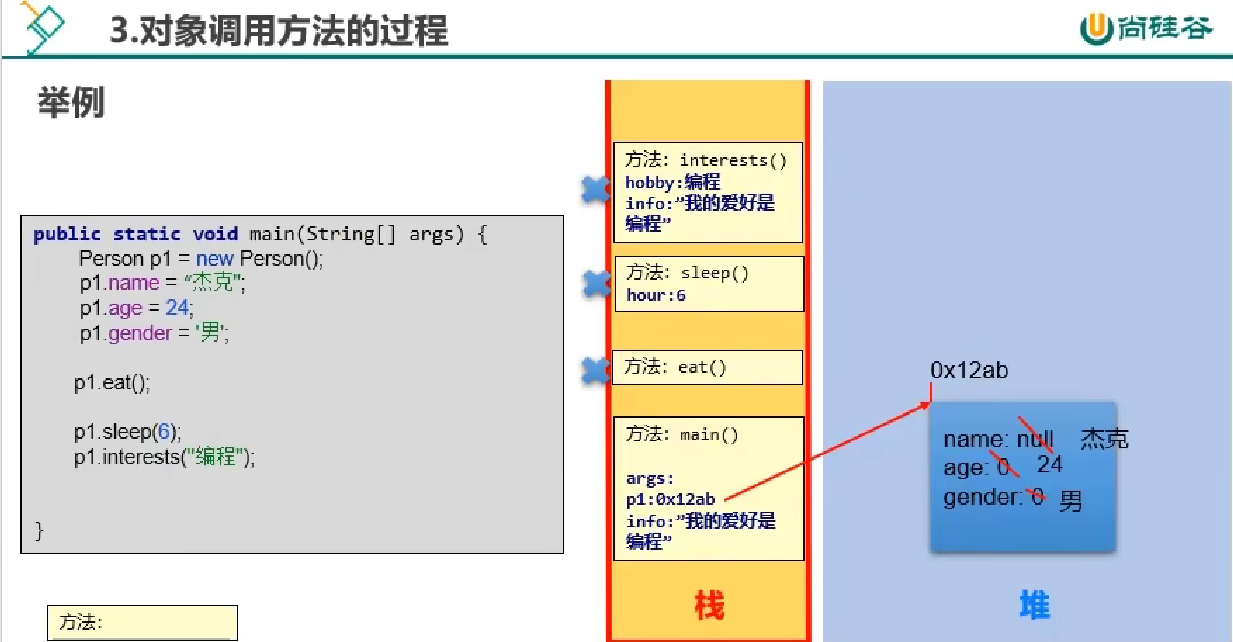 3.对象调用方法的过程
尚硅谷
举例
public static void main(String[] args) {
Person p1 = new Person();
p1.name = “杰克";
p1.age = 24;
p1.gender = '男';
p1.eat();
p1.sleep(6);
p1.interests("编程");
}
方法：
方法：interests()
hobby:编程
info:”我的爱好是
编程”
方法：sleep()
hour:6
方法：eat()
方法：main()
args:
p1:0x12ab
info:”我的爱好是
编程”
栈
0x12ab
name: null 杰克
age: 0 24
gender: 0 男
堆